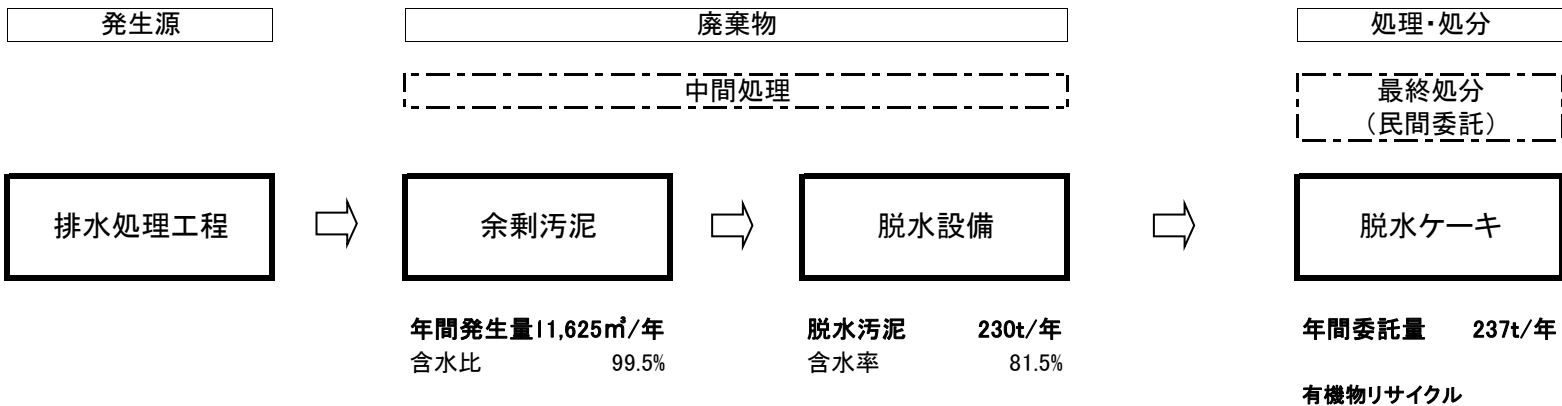 発生源
廃棄物
処理・処分
中間処理
最終処分
（民間委託）
排水処理工程
余剰汚泥
脱水設備
脱水ケーキ
年間発生量11,625㎥/年
含水比 99.5%
脱水汚泥 230t/年
含水率 81.5%
年間委託量 237t/年
有機物リサイクル